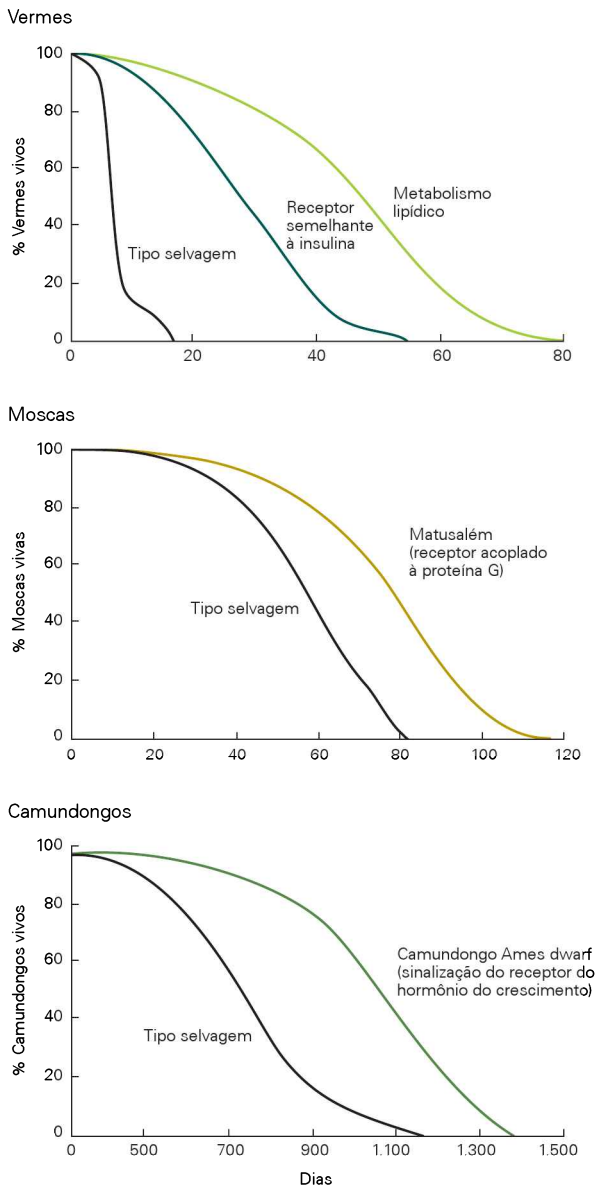 Vermes
100
80
60
40
20
0
% Vermes vivos
Tipo selvagem
Receptor
semelhante
à insulina
Metabolismo
lipídico
0 20 40 60 80
Moscas
100
80
60
40
20
0
% Moscas vivas
Tipo selvagem
Matusalém
(receptor acoplado
à proteína G)
0 20 40 60 80 100 120
Camundongos
100
80
60
40
20
0
% Camundongos vivos
Tipo selvagem
Camundongo Ames dwarf
(sinalização do receptor do
hormônio do crescimento)
0 500 700 900 1.100 1.300 1.500
Dias